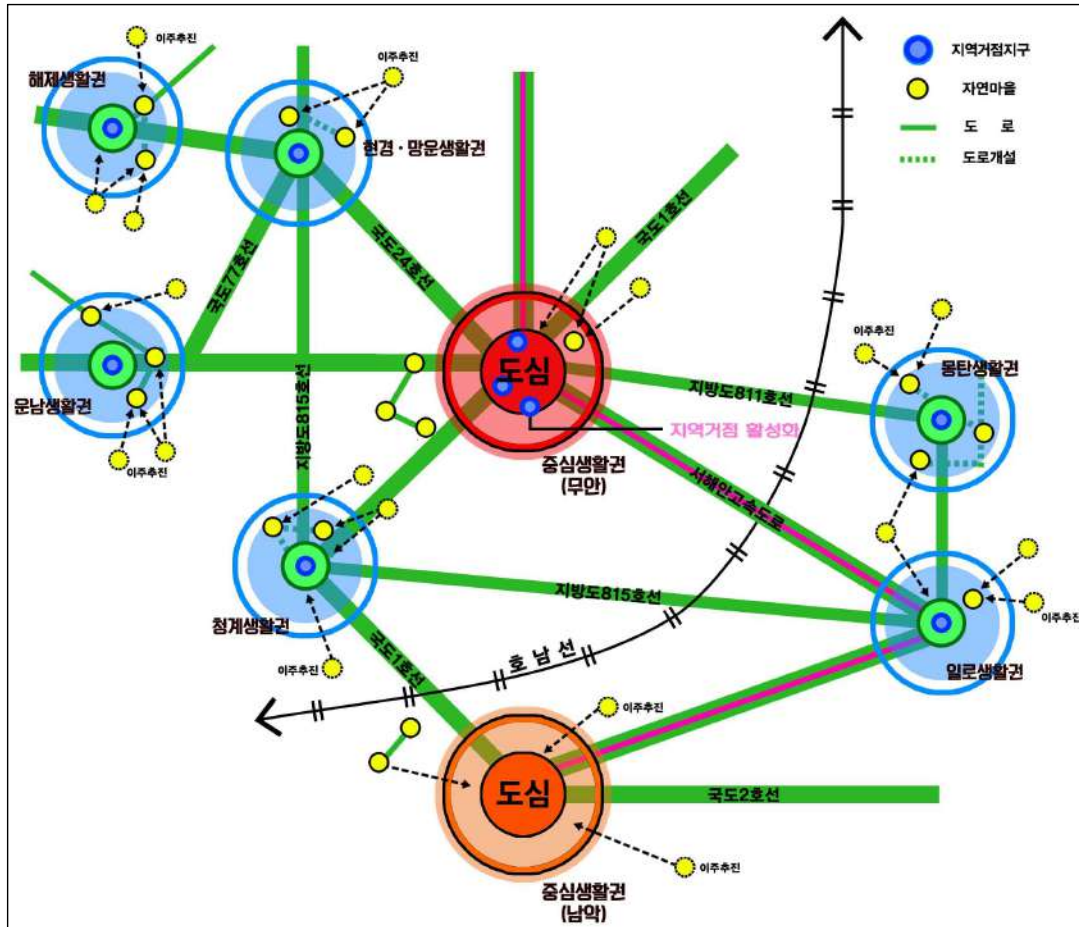 이주추진
해제생활권
이주추진
현경·망운생활권
지역거점지구
자연마을
도 로
도로개설
국도24호선
국도1호선
국도77호선
지방도815호선
운남생활권
이주추진
도심
지역거점 활성화
중심생활권
(무안)
지방도811호선
이주추진
몽탄생활권
서해안고속도로
청계생활권
이주추진
지방도815호선
이주추진
일로생활권
국도1호선
호남선
이주추진
도심
국도2호선
이주추진
중심생활권
(남악)